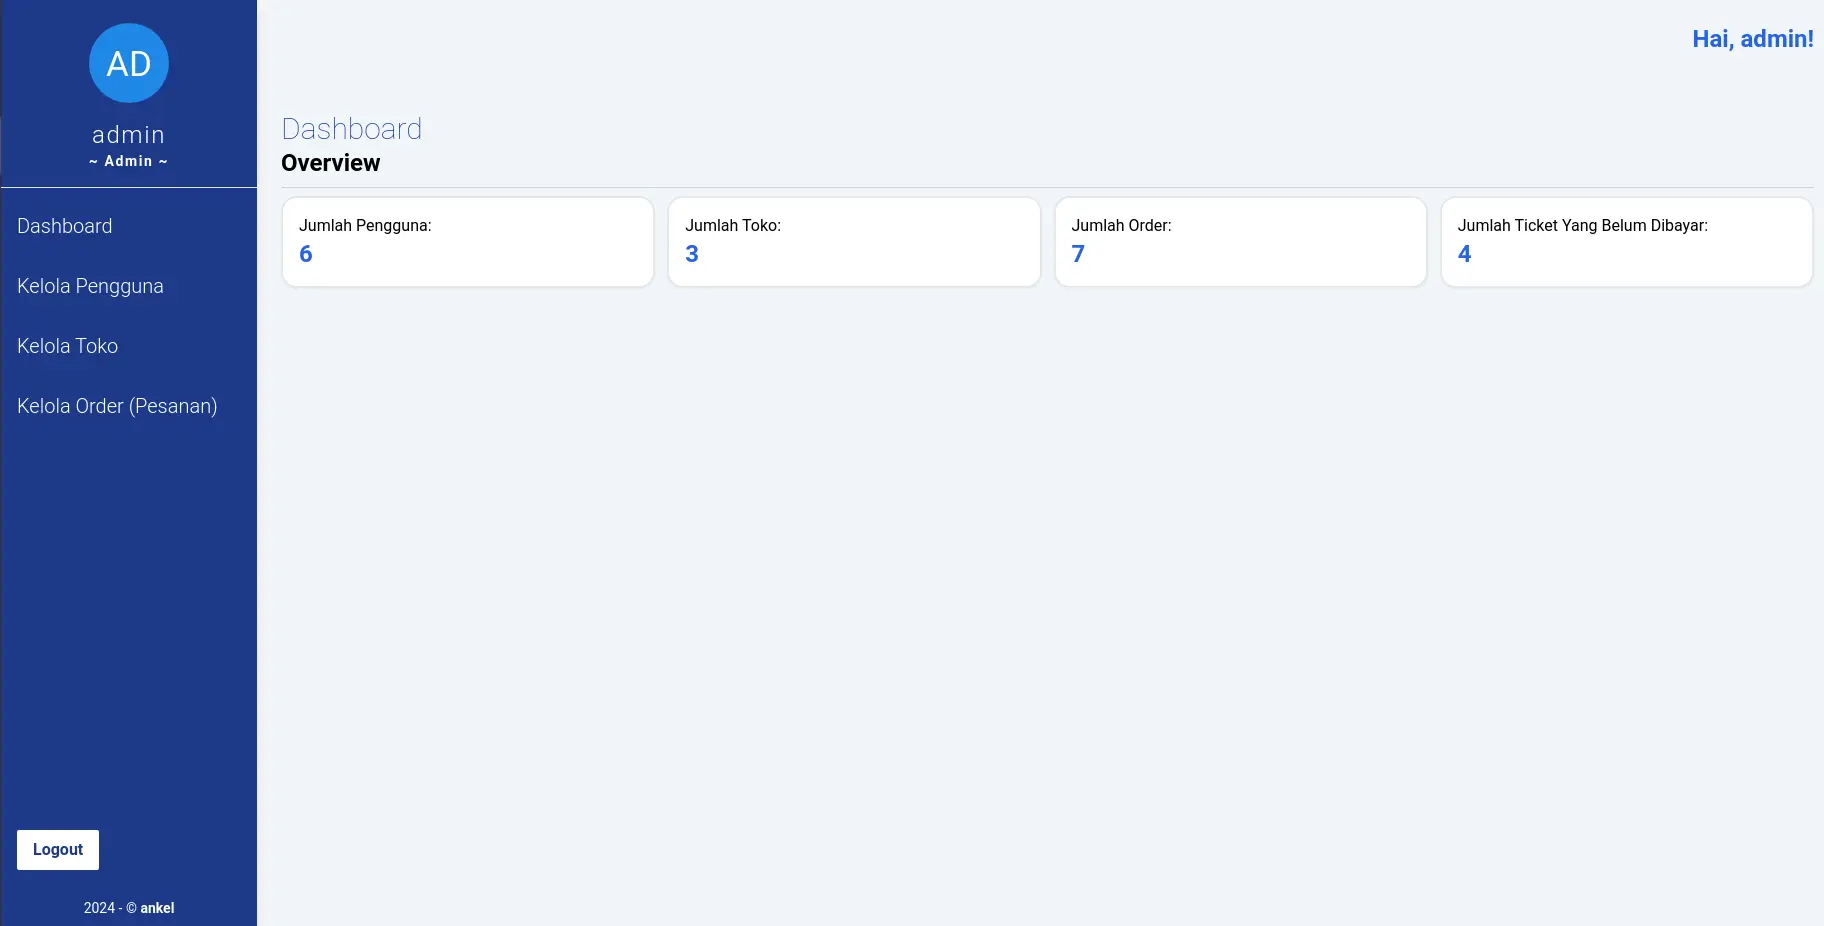 AD
admin
~ Admin ~
Dashboard
Kelola Pengguna
Kelola Toko
Kelola Order (Pesanan)
Logout
2024 - © ankel
Hai, admin!
Dashboard
Overview
Jumlah Pengguna:
6
Jumlah Toko:
3
Jumlah Order:
7
Jumlah Ticket Yang Belum Dibayar:
4